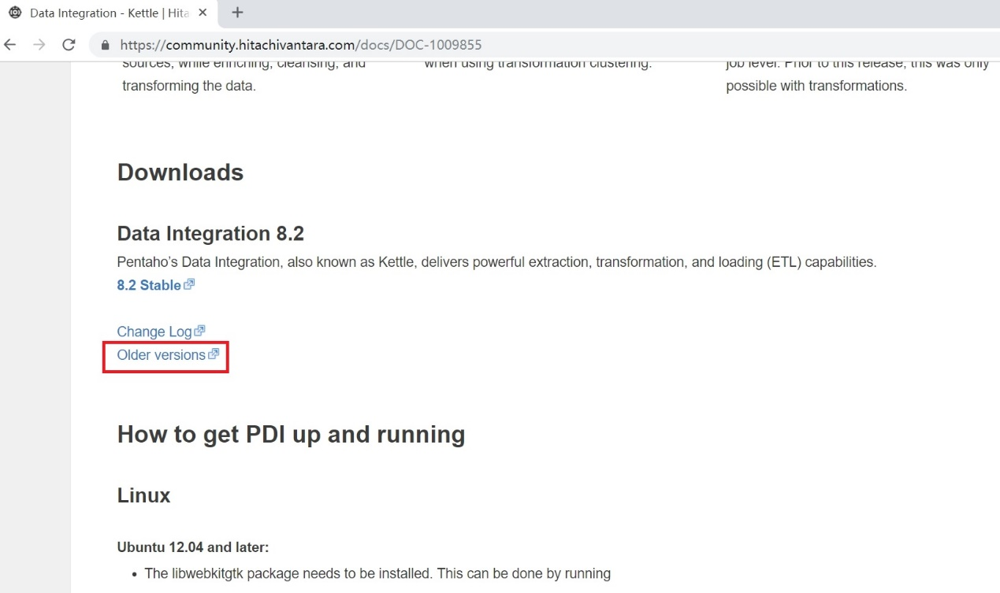 Data Integration - Kettle | Hita
https://community.hitachivantara.com/docs/DOC-1009855
sources, while enriching, cleansing, and
transforming the data.
when using transformation clustering.
job level. Prior to this release, this was only
possible with transformations.
Downloads
Data Integration 8.2
Pentaho’s Data Integration, also known as Kettle, delivers powerful extraction, transformation, and loading (ETL) capabilities.
8.2 Stable
Change Log
Older versions
How to get PDI up and running
Linux
Ubuntu 12.04 and later:
• The libwebkitgtk package needs to be installed. This can be done by running